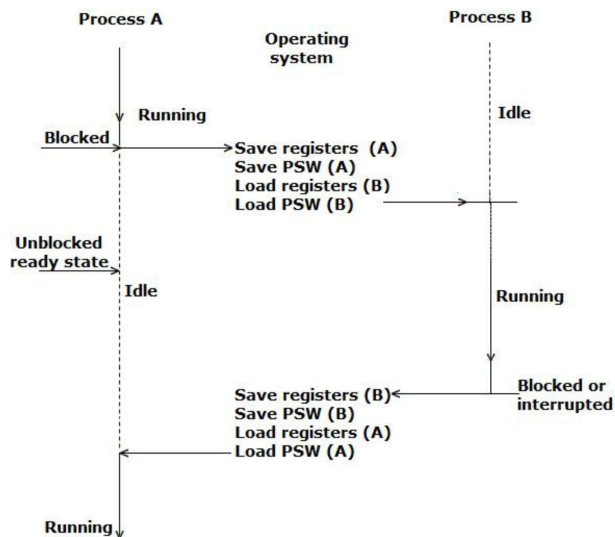 Process A
Process B
Operating
system
Running
Idle
Blocked
Save registers (A)
Save PSW (A)
Load registers (B)
Load PSW (B)
Unblocked
ready state
Idle
Running
Save registers (B)
Save PSW (B)
Load registers (A)
Load PSW (A)
Blocked or
interrupted
Running